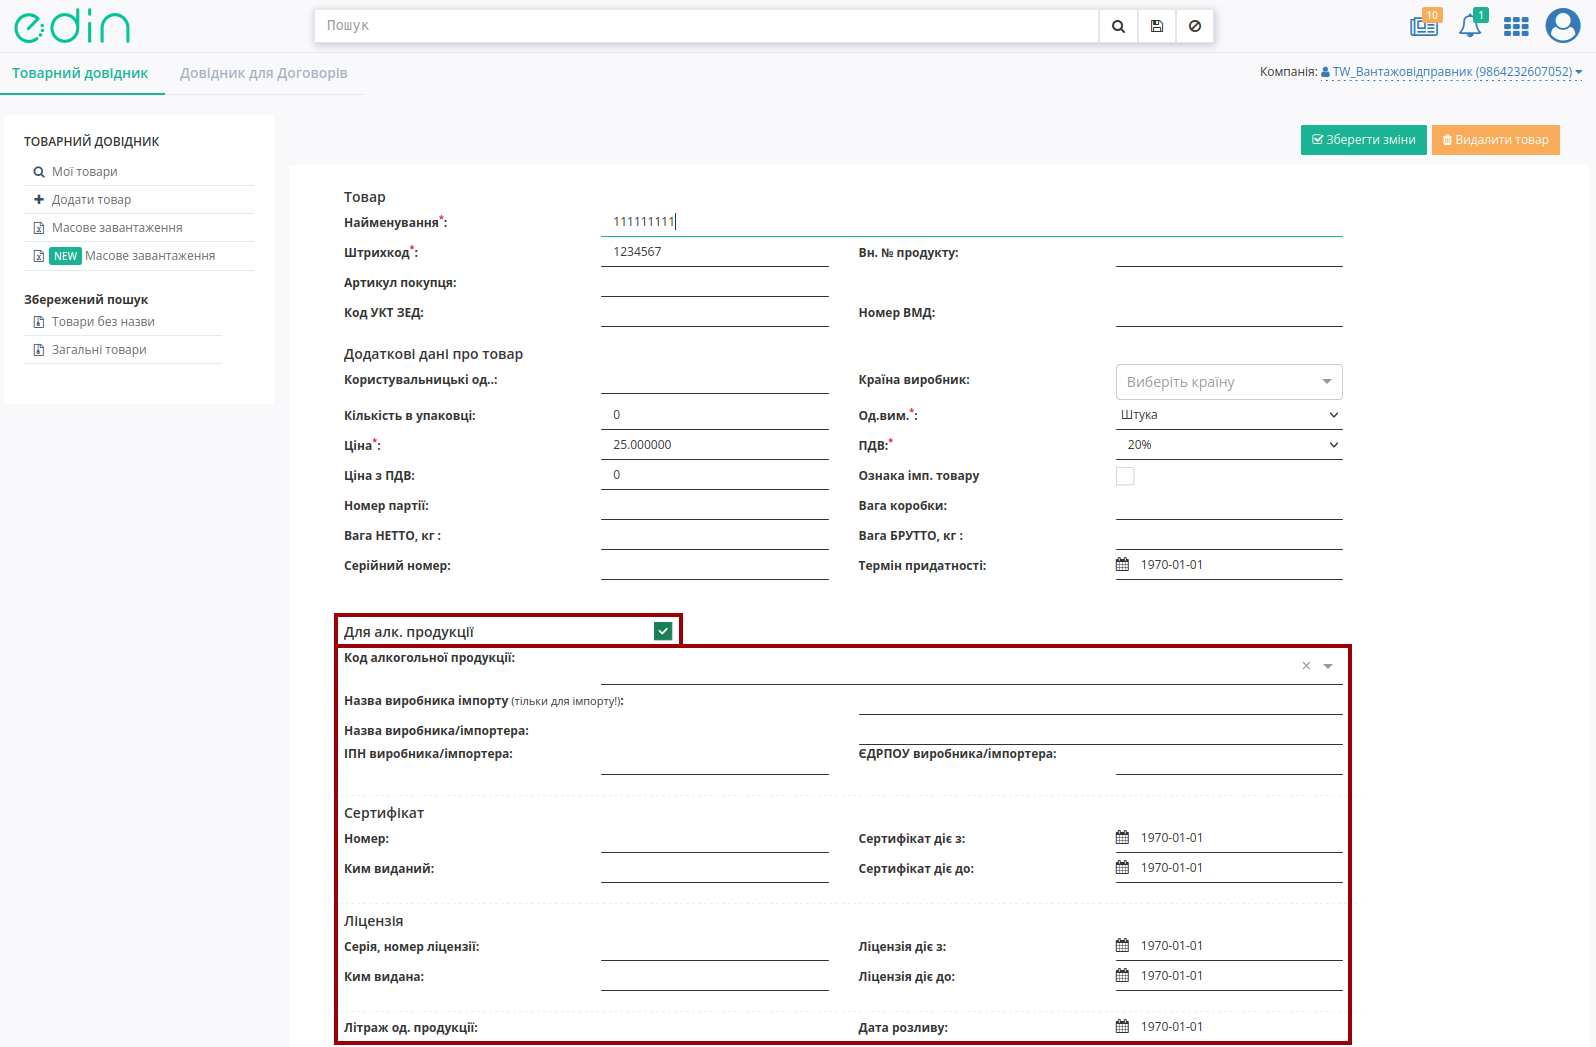 edin
Пошук
10
1
Товарний довідник
Довідник для Договорів
Компанія: TW_Вантажовідправник (9864232607052)
ТОВАРНИЙ ДОВІДНИК
Мої товари
Додати товар
Масове завантаження
NEW Масове завантаження
Збережений пошук
Товари без назви
Загальні товари
Зберегти зміни
Видалити товар
Товар
Найменування*: 111111111
Штрихкод*: 1234567 Вн. № продукту:
Артикул покупця:
Код УКТ ЗЕД: Номер ВМД:
Додаткові дані про товар
Користувальницькі од..: Країна виробник: Виберіть країну
Кількість в упаковці: 0 Од.вим.*: Штука
Ціна*: 25.000000 ПДВ:* 20%
Ціна з ПДВ: 0 Ознака імп. товару
Номер партії: Вага коробки:
Вага НЕТТО, кг : Вага БРУТТО, кг :
Серійний номер: Термін придатності: 1970-01-01
Для алк. продукції
Код алкогольної продукції:
Назва виробника імпорту (тільки для імпорту!):
Назва виробника/імпортера:
ІПН виробника/імпортера: ЄДРПОУ виробника/імпортера:
Сертифікат
Номер: Сертифікат діє з: 1970-01-01
Ким виданий: Сертифікат діє до: 1970-01-01
Ліцензія
Серія, номер ліцензії: Ліцензія діє з: 1970-01-01
Ким видана: Ліцензія діє до: 1970-01-01
Літраж од. продукції: Дата розливу: 1970-01-01